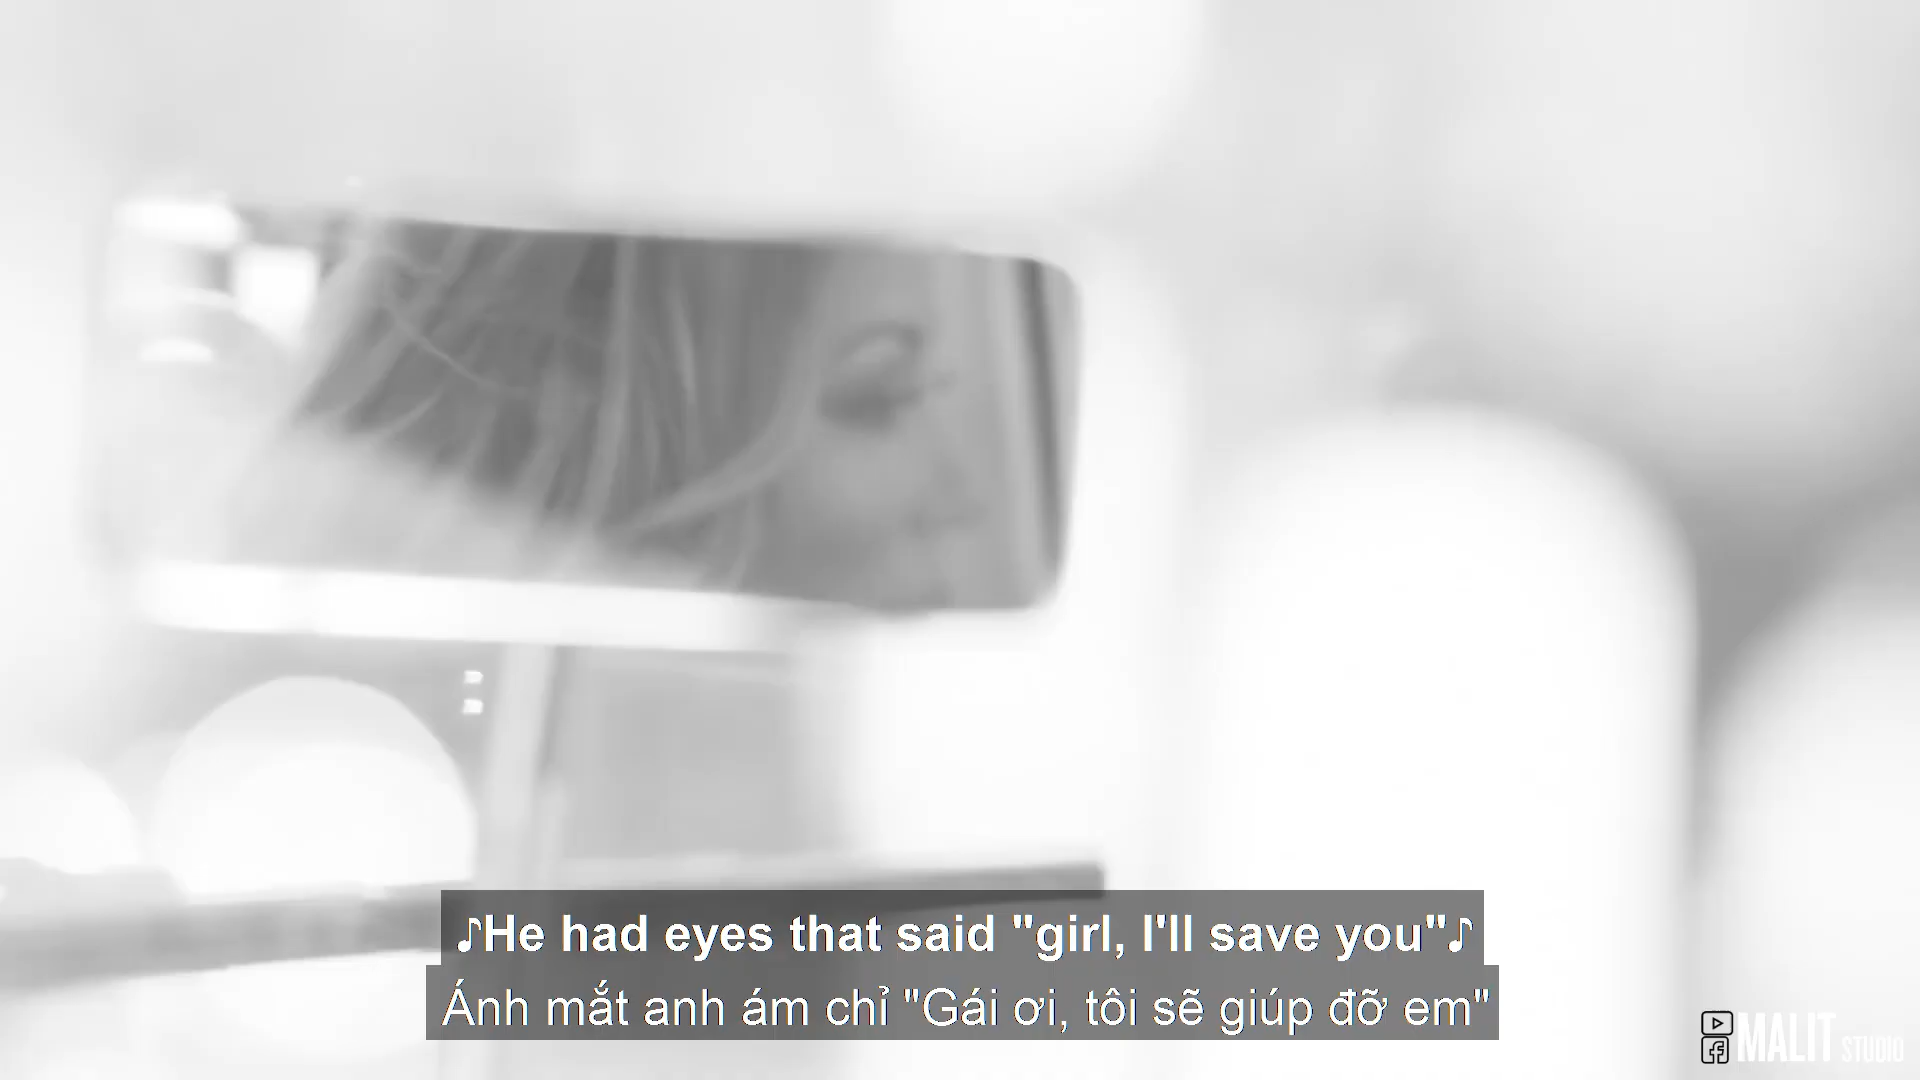 ♪He had eyes that said "girl, I'll save you"♪
Ánh mắt anh ám chỉ "Gái ơi, tôi sẽ giúp đỡ em"
MALIT STUDIO